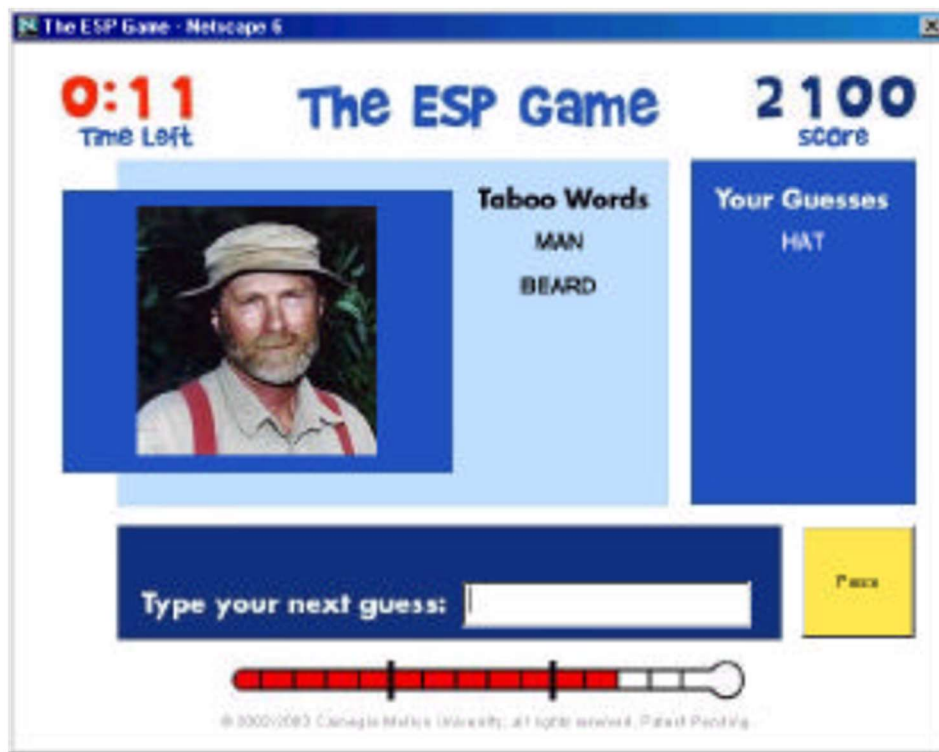 The ESP Game - Netscape 6
0:11
Time Left
The ESP Game
2100
score
Taboo Words
MAN
BEARD
Your Guesses
HAT
Type your next guess:
Pass
© 2002-2003 Carnegie Mellon University, all rights reserved. Patent Pending.